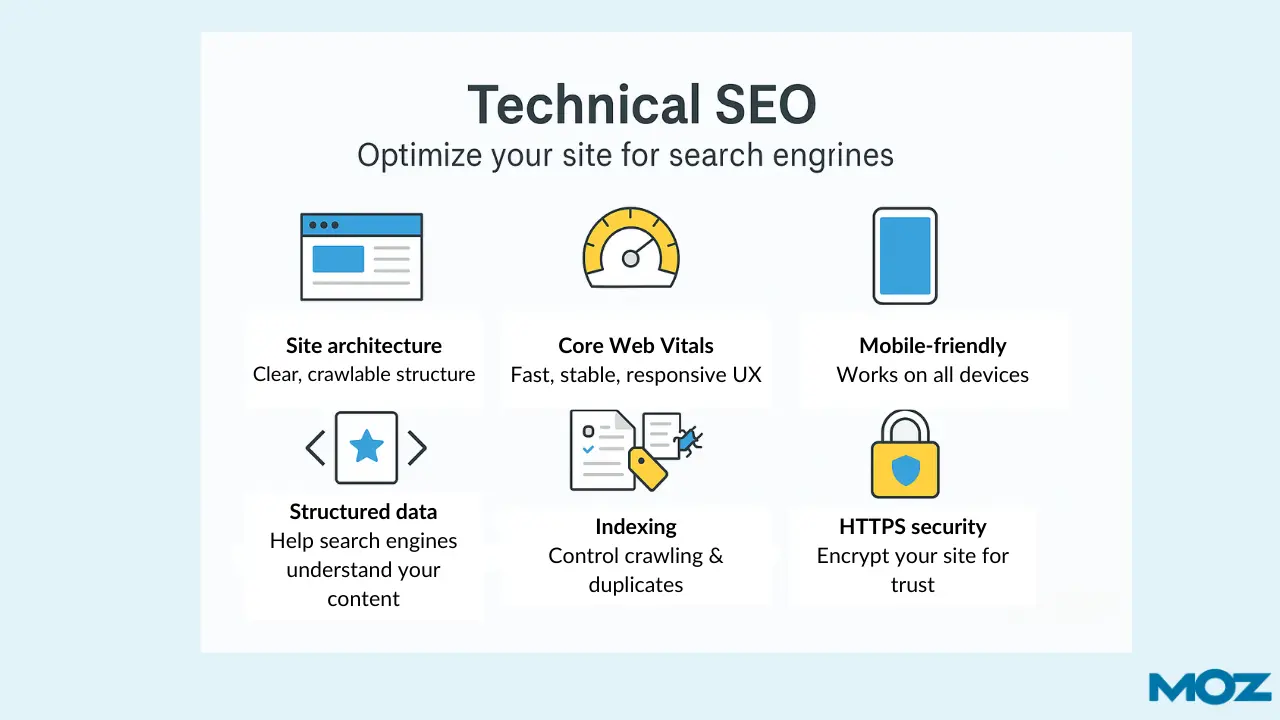 Technical SEO
Optimize your site for search engrines
Site architecture
Clear, crawlable structure
Core Web Vitals
Fast, stable, responsive UX
Mobile-friendly
Works on all devices
Structured data
Help search engines
understand your
content
Indexing
Control crawling &
duplicates
HTTPS security
Encrypt your site for
trust
MOZ